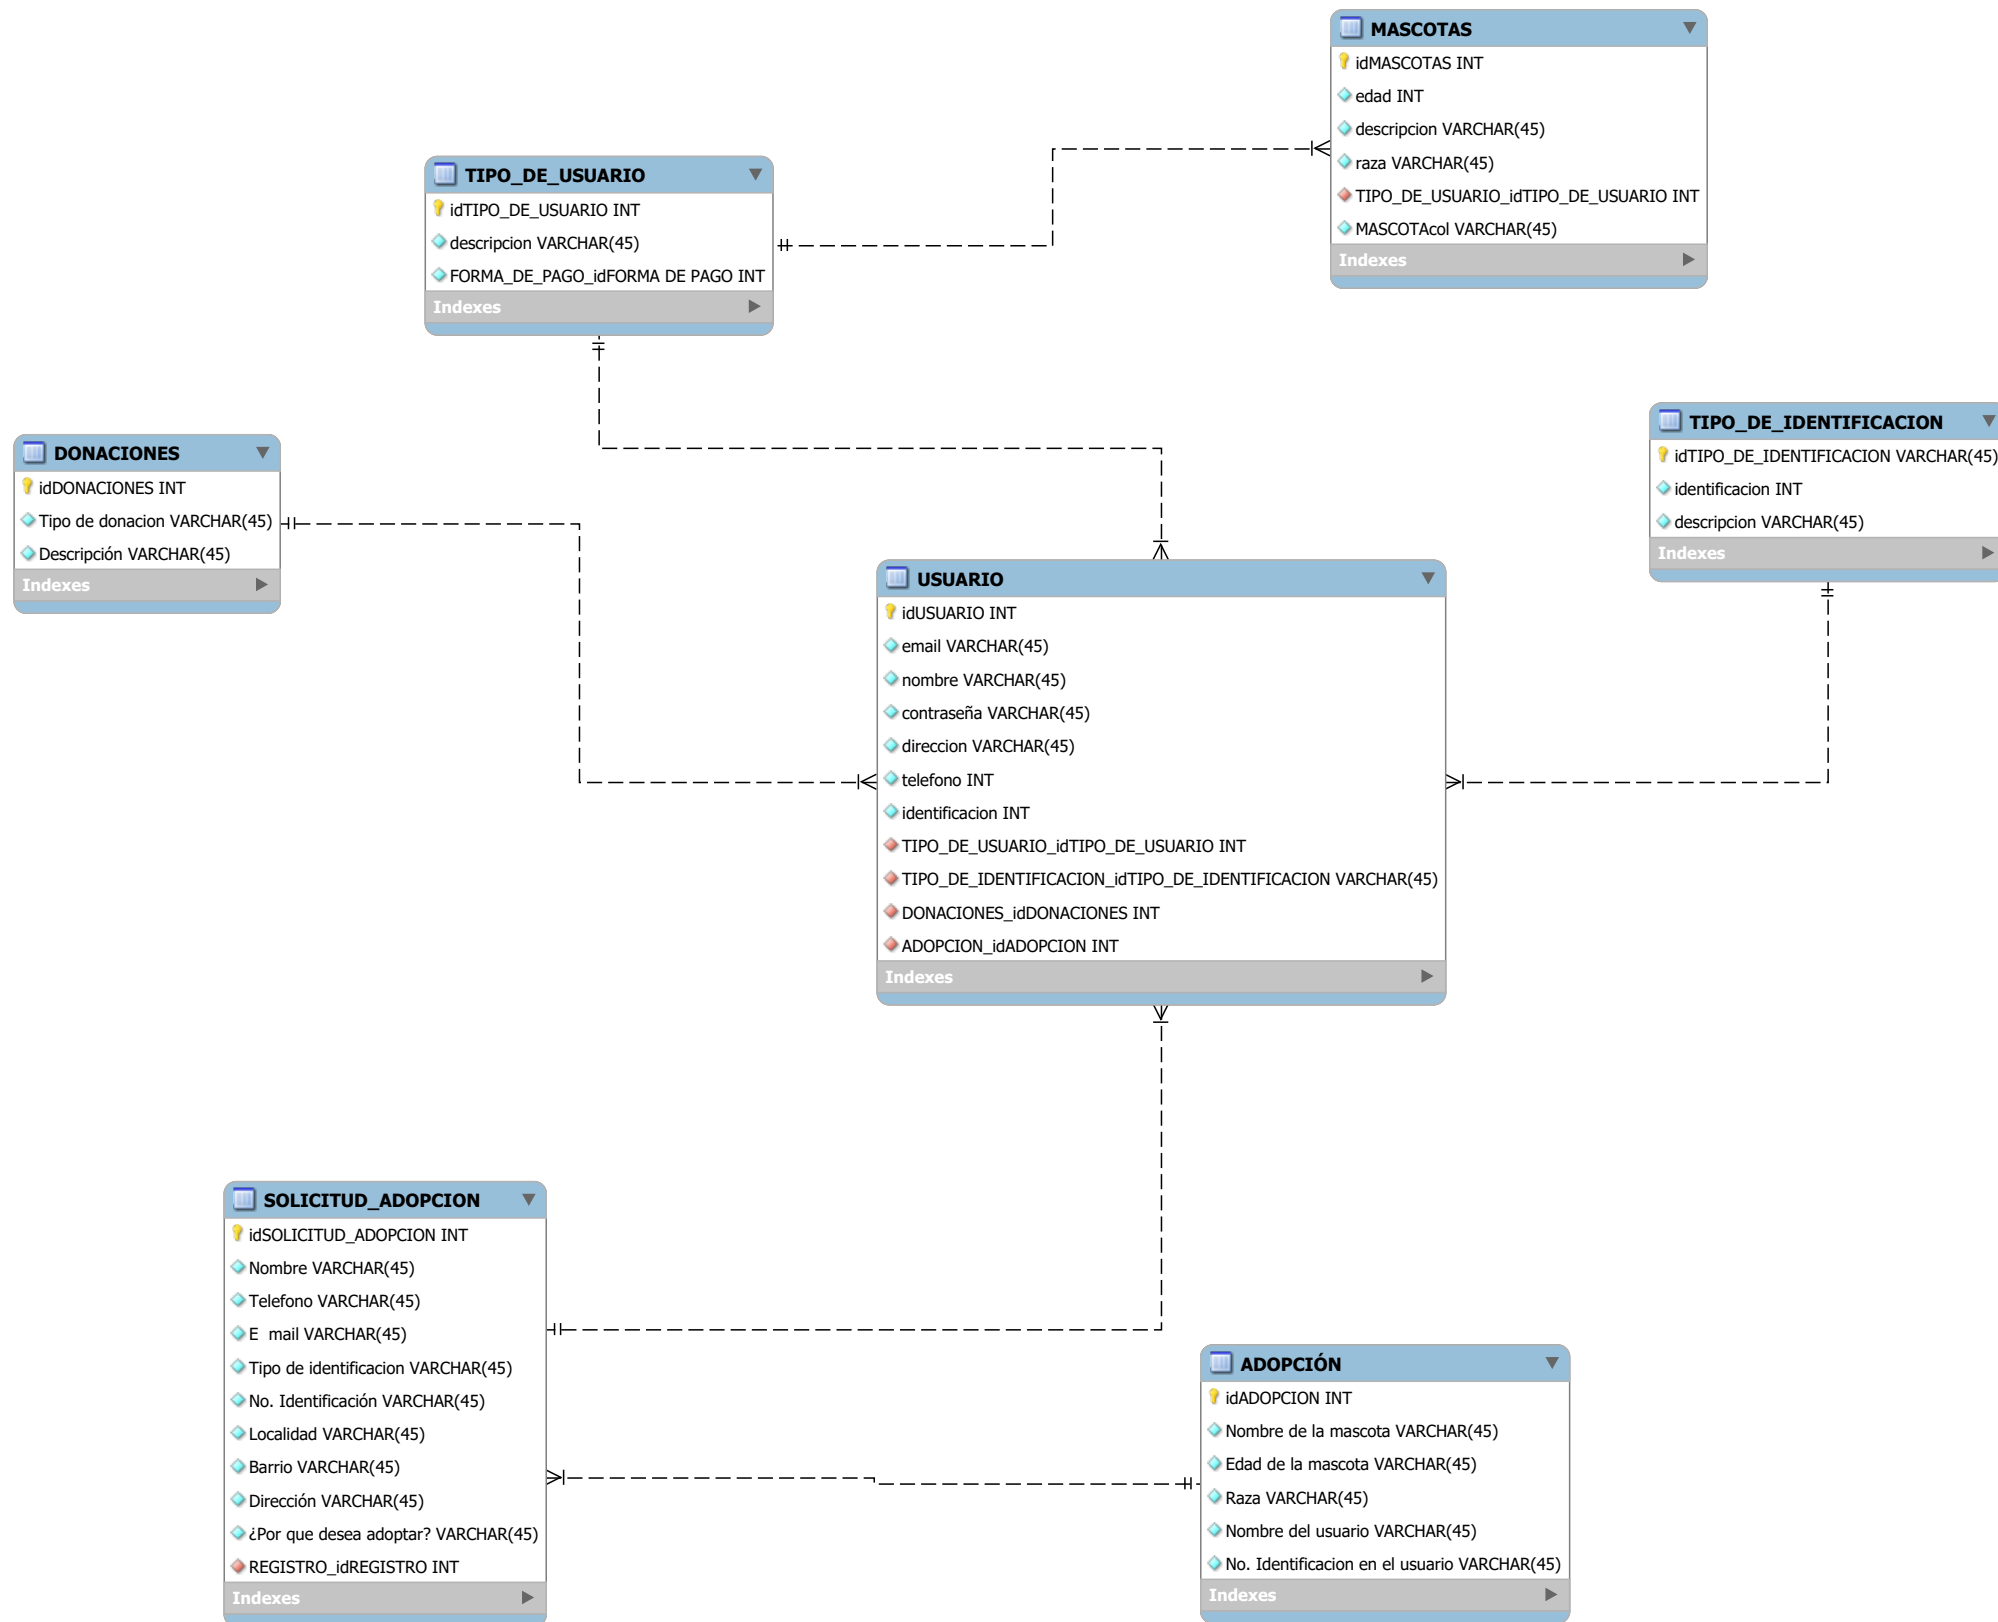 MASCOTAS
idMASCOTAS INT
edad INT
descripcion VARCHAR(45)
raza VARCHAR(45)
TIPO_DE_USUARIO_idTIPO_DE_USUARIO INT
MASCOTAcol VARCHAR(45)
Indexes
TIPO_DE_USUARIO
idTIPO_DE_USUARIO INT
descripcion VARCHAR(45)
FORMA_DE_PAGO_idFORMA DE PAGO INT
Indexes
TIPO_DE_IDENTIFICACION
idTIPO_DE_IDENTIFICACION VARCHAR(45)
identificacion INT
descripcion VARCHAR(45)
Indexes
DONACIONES
idDONACIONES INT
Tipo de donacion VARCHAR(45)
Descripción VARCHAR(45)
Indexes
USUARIO
idUSUARIO INT
email VARCHAR(45)
nombre VARCHAR(45)
contraseña VARCHAR(45)
direccion VARCHAR(45)
telefono INT
identificacion INT
TIPO_DE_USUARIO_idTIPO_DE_USUARIO INT
TIPO_DE_IDENTIFICACION_idTIPO_DE_IDENTIFICACION VARCHAR(45)
DONACIONES_idDONACIONES INT
ADOPCION_idADOPCION INT
Indexes
SOLICITUD_ADOPCION
idSOLICITUD_ADOPCION INT
Nombre VARCHAR(45)
Telefono VARCHAR(45)
E  mail VARCHAR(45)
Tipo de identificacion VARCHAR(45)
No. Identificación VARCHAR(45)
Localidad VARCHAR(45)
Barrio VARCHAR(45)
Dirección VARCHAR(45)
¿Por que desea adoptar? VARCHAR(45)
REGISTRO_idREGISTRO INT
Indexes
ADOPCIÓN
idADOPCION INT
Nombre de la mascota VARCHAR(45)
Edad de la mascota VARCHAR(45)
Raza VARCHAR(45)
Nombre del usuario VARCHAR(45)
No. Identificacion en el usuario VARCHAR(45)
Indexes